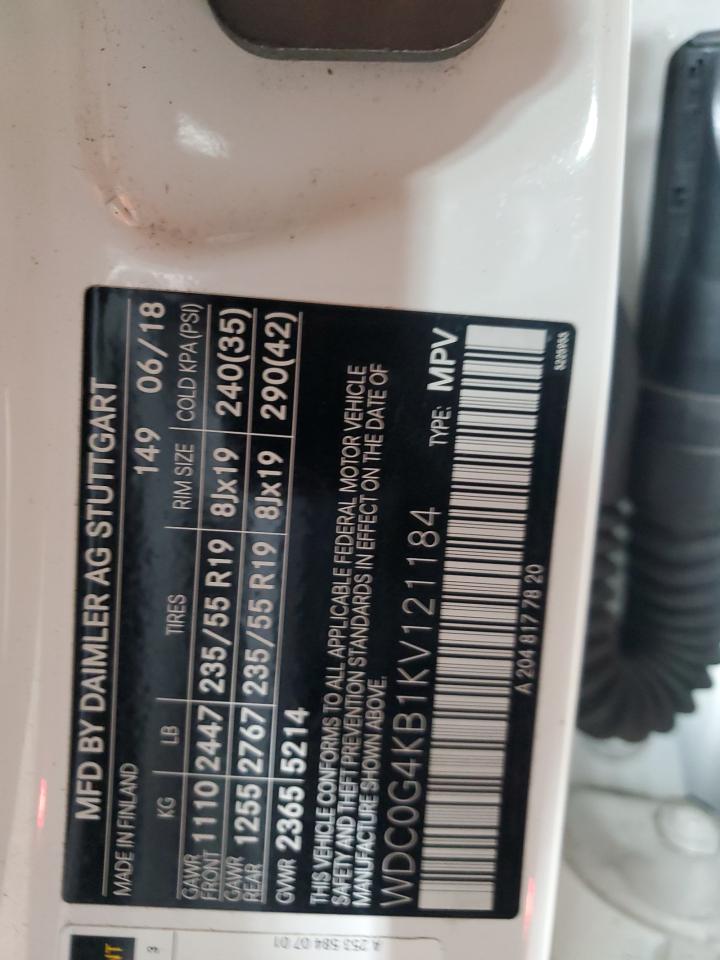 MFD BY DAIMLER AG STUTTGART
MADE IN FINLAND 149 06/18
KG LB TIRES RIM SIZE COLD KPA(PSI)
GAWR FRONT 1110 2447 235/55 R19 8Jx19 240(35)
GAWR REAR 1255 2767 235/55 R19 8Jx19 290(42)
GVWR 2365 5214
THIS VEHICLE CONFORMS TO ALL APPLICABLE FEDERAL MOTOR VEHICLE
SAFETY AND THEFT PREVENTION STANDARDS IN EFFECT ON THE DATE OF
MANUFACTURE SHOWN ABOVE.
WDC0G4KB1KV121184 TYPE: MPV
A 204 817 78 20
A 253 584 07 01